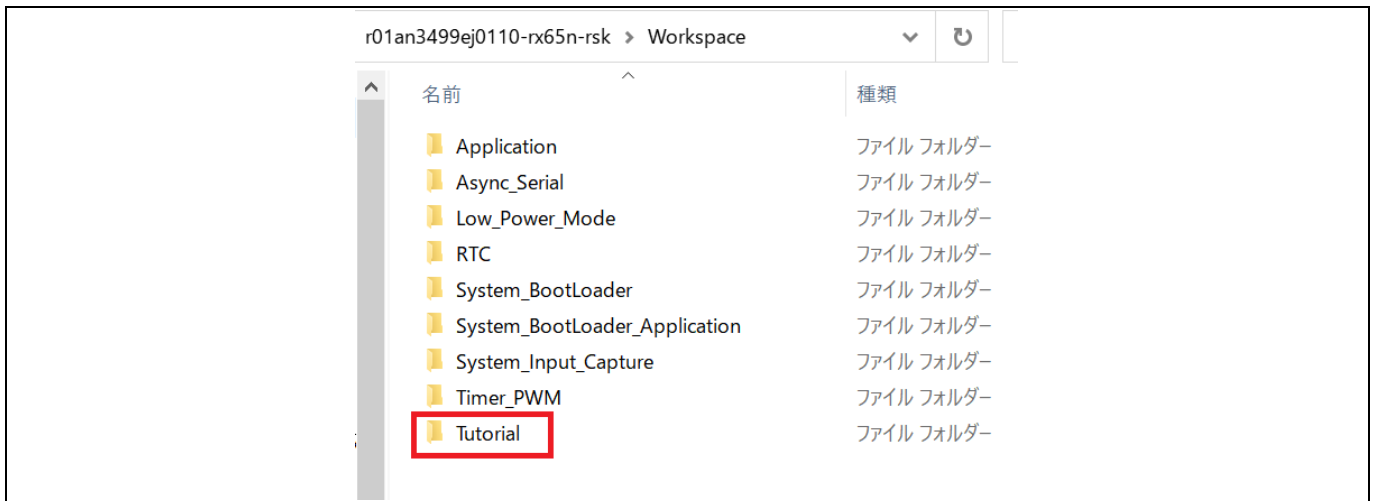 r01an3499ej0110-rx65n-rsk > Workspace
名前 種類
Application ファイル フォルダー
Async_Serial ファイル フォルダー
Low_Power_Mode ファイル フォルダー
RTC ファイル フォルダー
System_BootLoader ファイル フォルダー
System_BootLoader_Application ファイル フォルダー
System_Input_Capture ファイル フォルダー
Timer_PWM ファイル フォルダー
Tutorial ファイル フォルダー